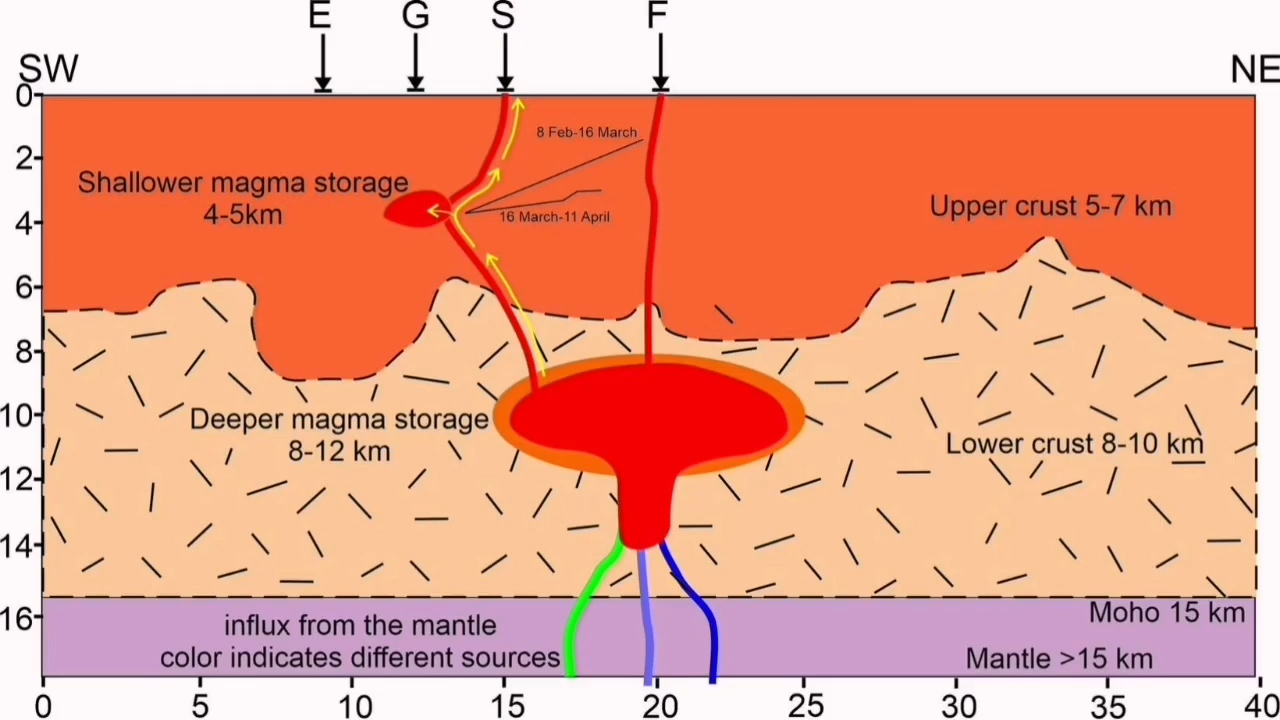 E G S F
SW NE
0
2
8 Feb-16 March
Shallower magma storage
4-5km
16 March-11 April
Upper crust 5-7 km
4
6
8
10
Deeper magma storage
8-12 km
Lower crust 8-10 km
12
14
16
Moho 15 km
influx from the mantle
color indicates different sources
Mantle >15 km
0 5 10 15 20 25 30 35 40